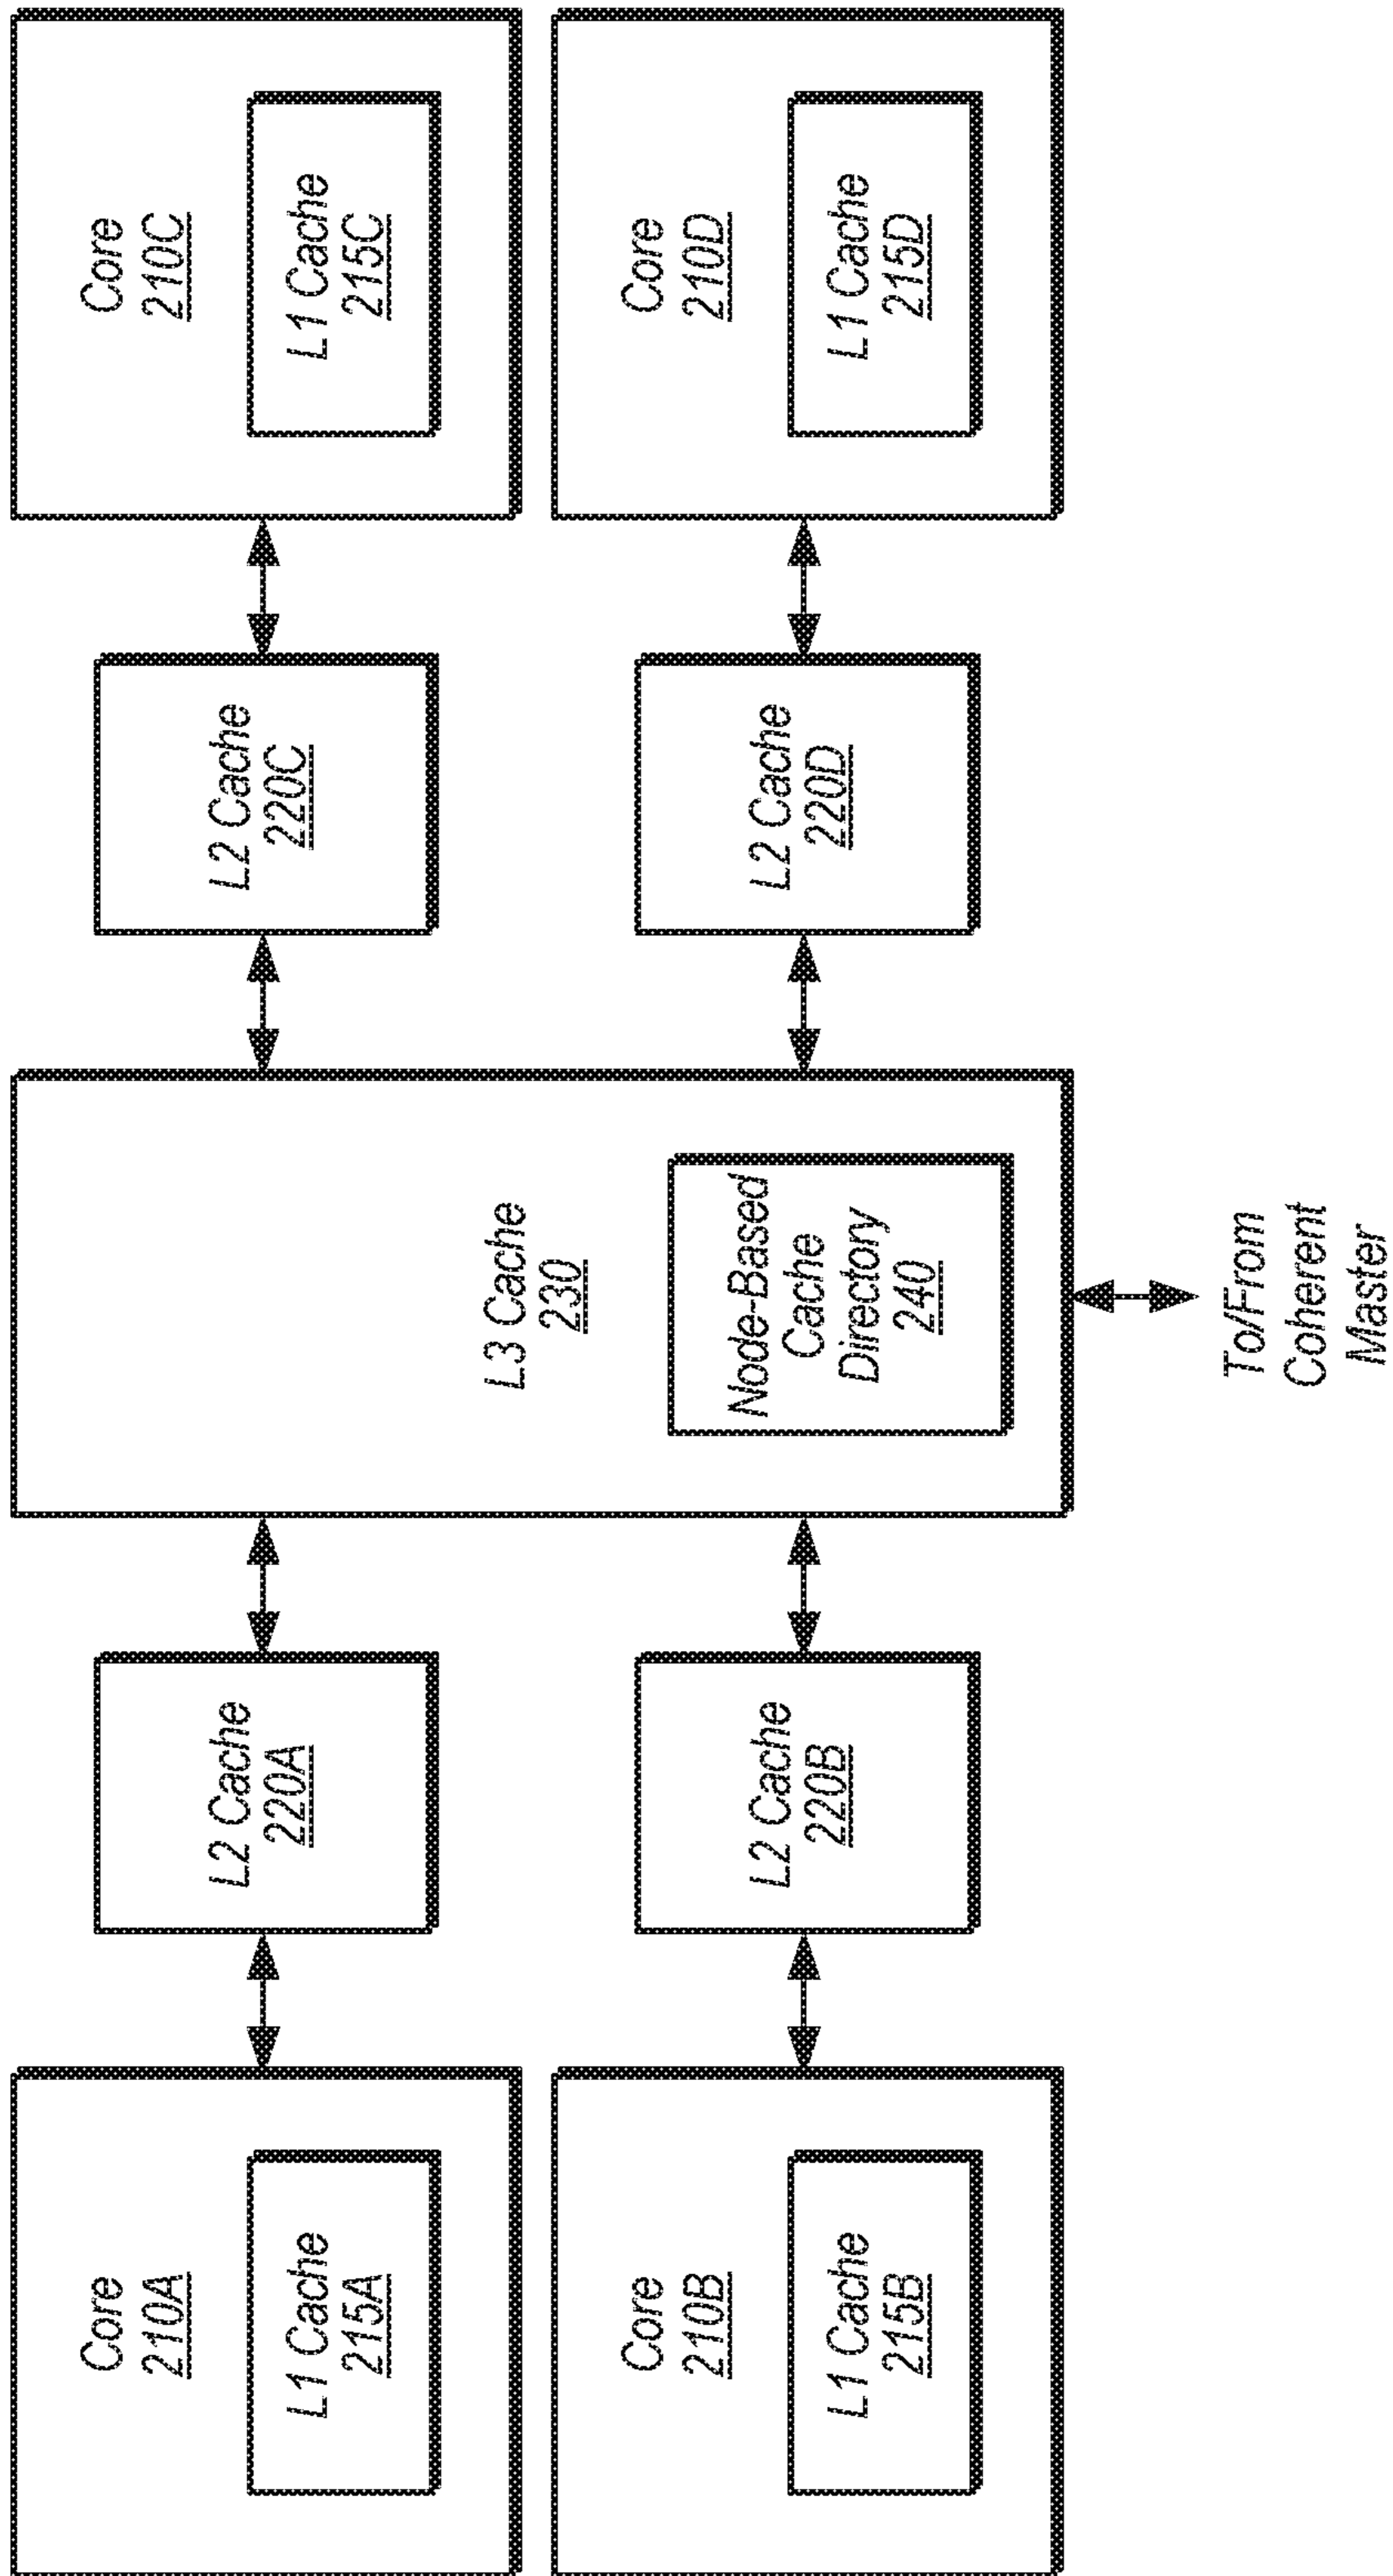 Core
210A
L1 Cache
215A
L2 Cache
220A
L3 Cache
230
L2 Cache
220C
Core
210C
L1 Cache
215C
Core
210B
L1 Cache
215B
L2 Cache
220B
Node-Based
Cache
Directory
240
L2 Cache
220D
Core
210D
L1 Cache
215D
To/From
Coherent
Master